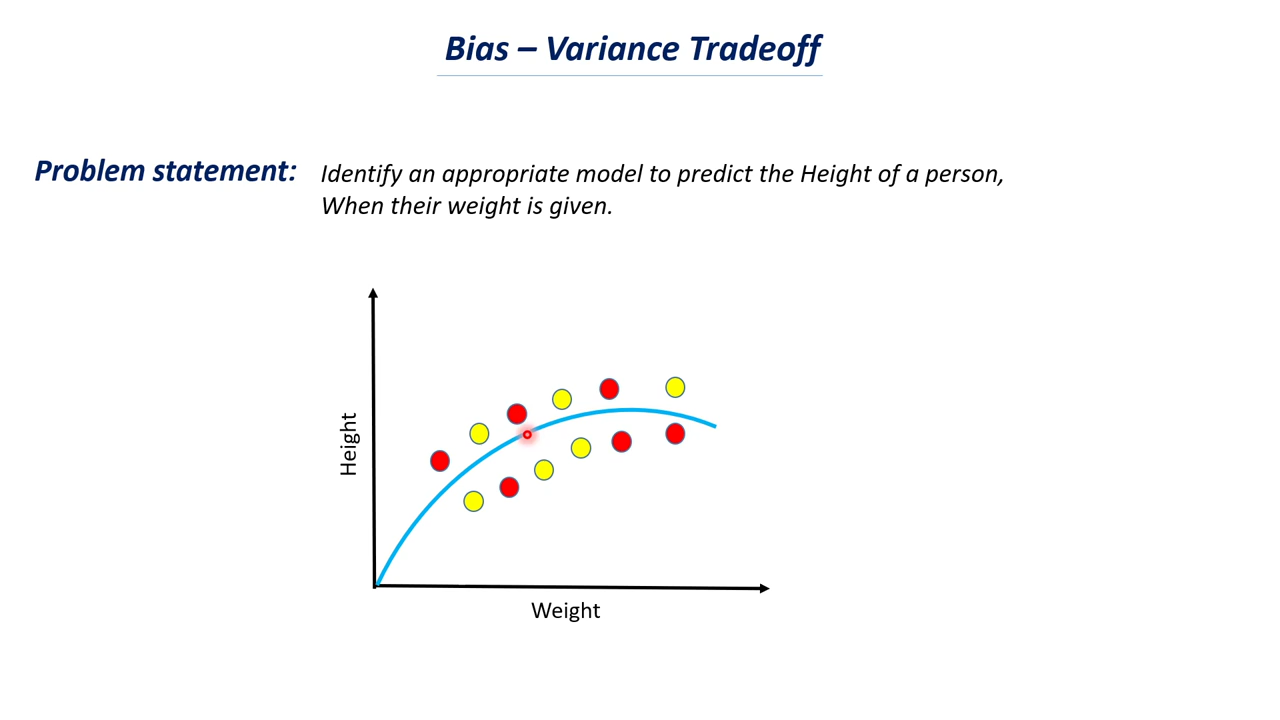 Bias – Variance Tradeoff
Problem statement: Identify an appropriate model to predict the Height of a person,
When their weight is given.
Height
Weight